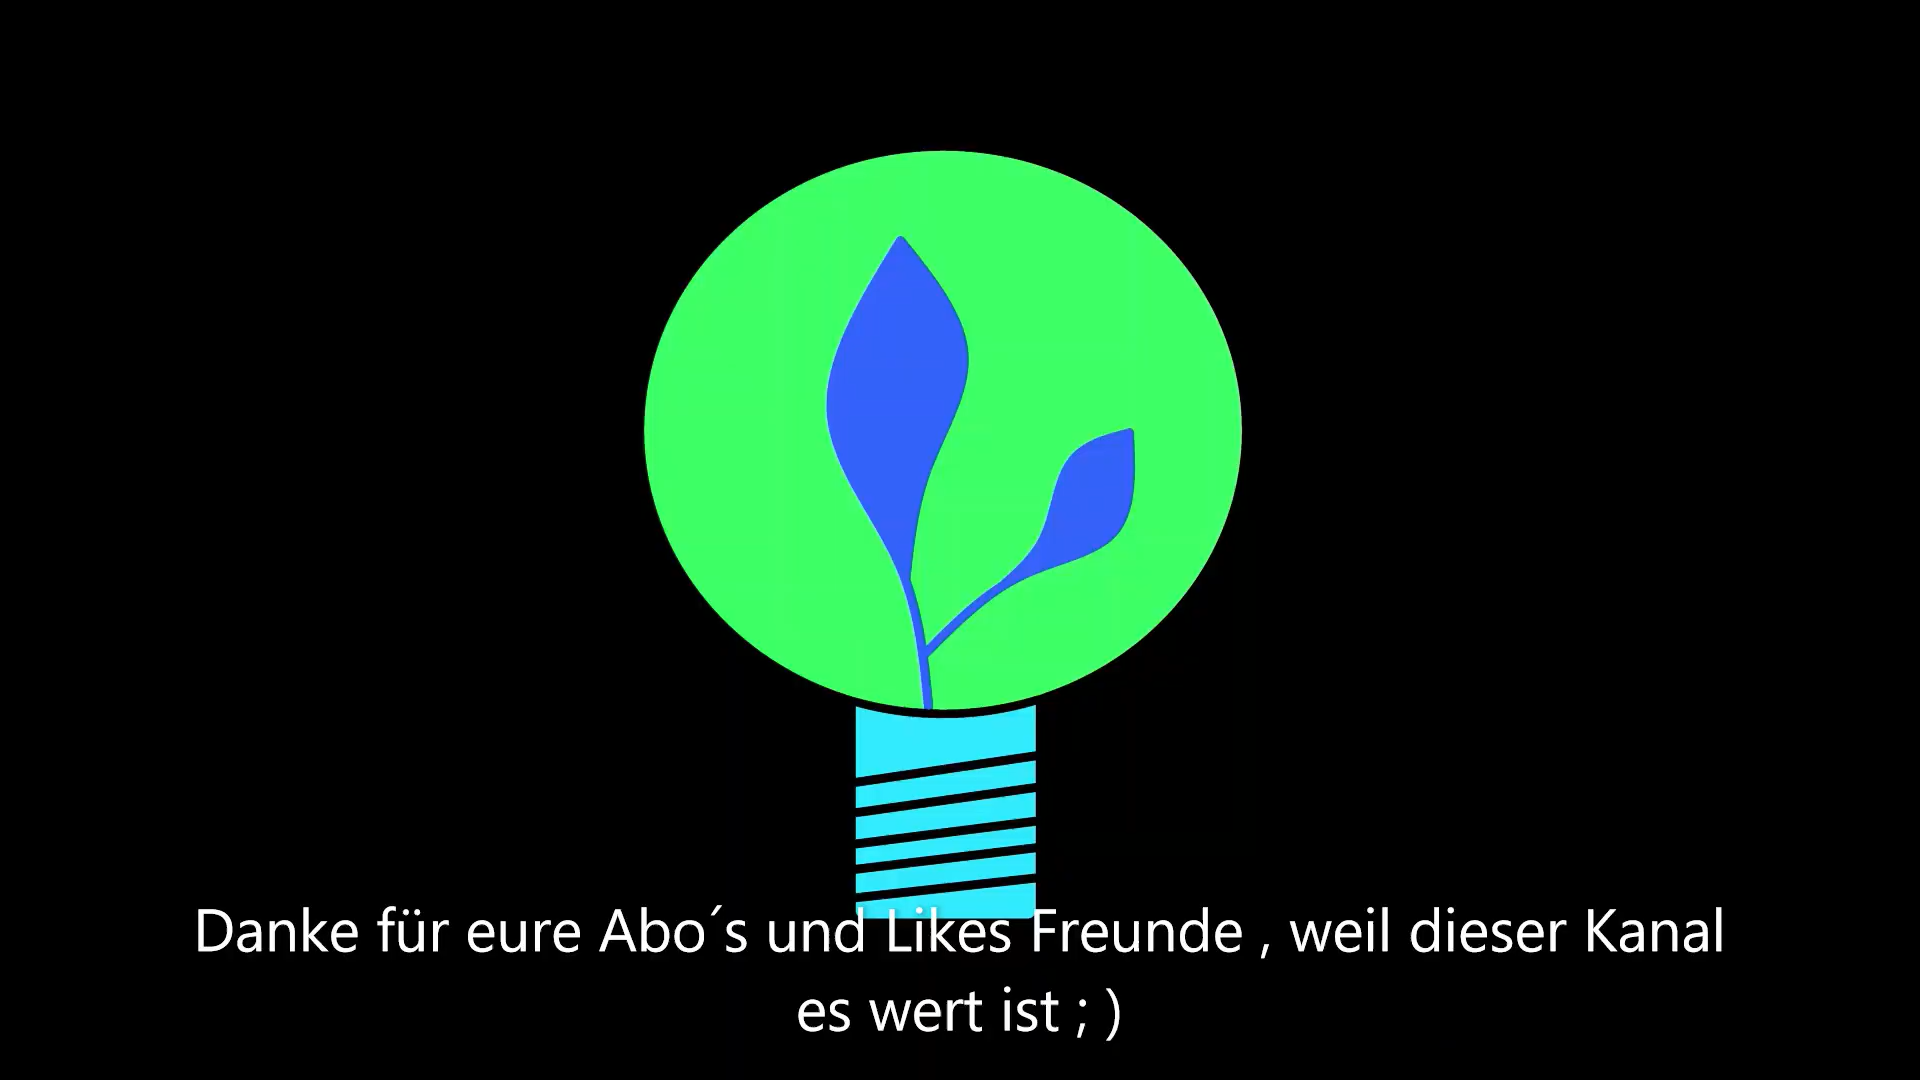 Danke für eure Abo´s und Likes Freunde , weil dieser Kanal
es wert ist ; )